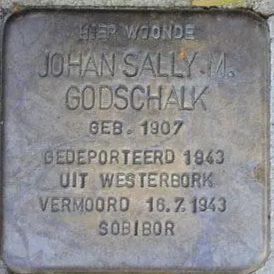 HIER WOONDE
JOHAN SALLY M.
GODSCHALK
GEB. 1907
GEDEPORTEERD 1943
UIT WESTERBORK
VERMOORD 16.7.1943
SOBIBOR